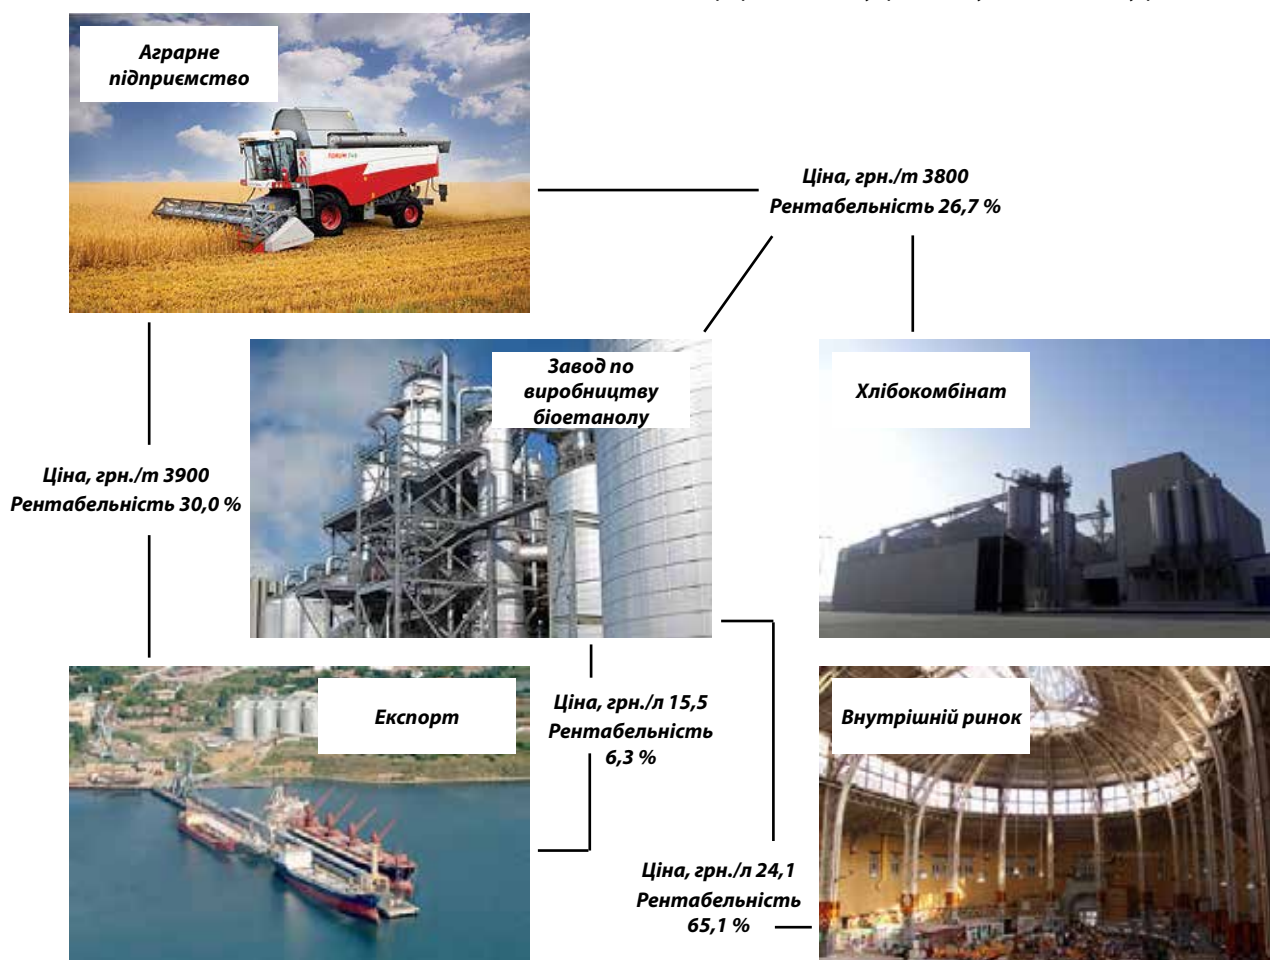 Аграрне
підприємство
Ціна, грн./т 3800
Рентабельність 26,7 %
Завод по
виробництву
біоетанолу
Хлібокомбінат
Ціна, грн./т 3900
Рентабельність 30,0 %
Експорт
Ціна, грн./л 15,5
Рентабельність
6,3 %
Внутрішній ринок
Ціна, грн./л 24,1
Рентабельність
65,1 %